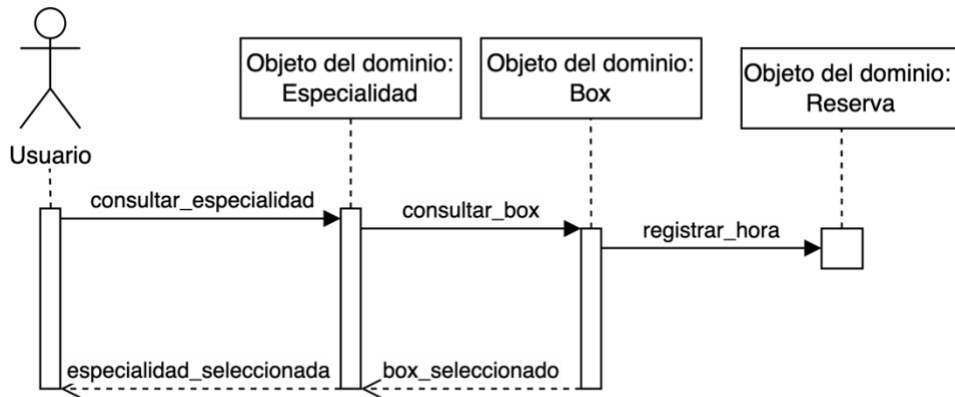 Objeto del dominio:
Especialidad
Objeto del dominio:
Box
Objeto del dominio:
Reserva
Usuario
consultar_especialidad
consultar_box
registrar_hora
especialidad_seleccionada
box_seleccionado